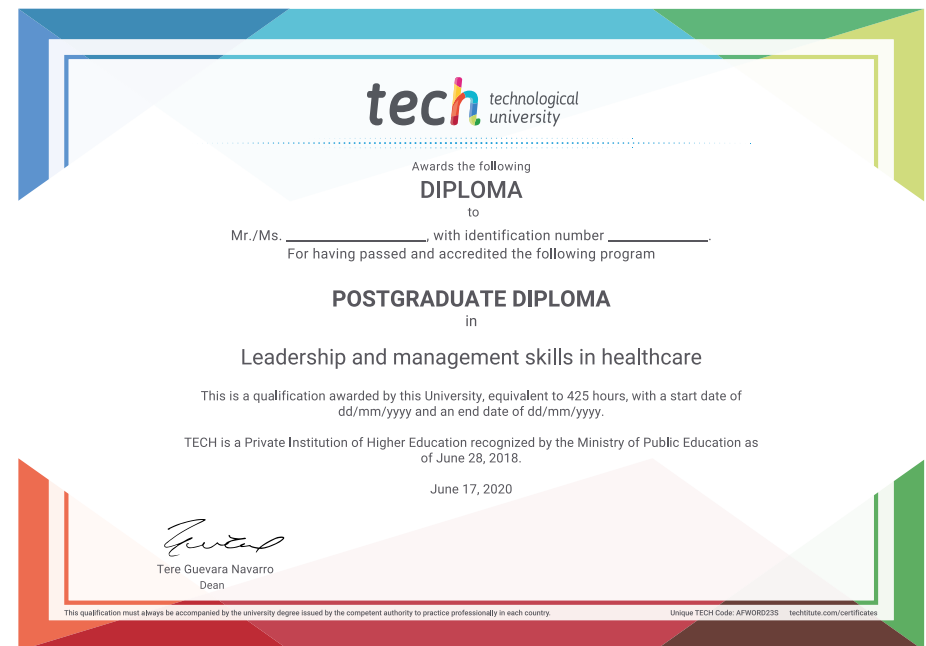 tech technological
university
Awards the following
DIPLOMA
to
Mr./Ms. ____________________, with identification number ______________.
For having passed and accredited the following program
POSTGRADUATE DIPLOMA
in
Leadership and management skills in healthcare
This is a qualification awarded by this University, equivalent to 425 hours, with a start date of
dd/mm/yyyy and an end date of dd/mm/yyyy.
TECH is a Private Institution of Higher Education recognized by the Ministry of Public Education as
of June 28, 2018.
June 17, 2020
Tere Guevara Navarro
Dean
This qualification must always be accompanied by the university degree issued by the competent authority to practice professionally in each country.
Unique TECH Code: AFWORD23S techtitute.com/certificates